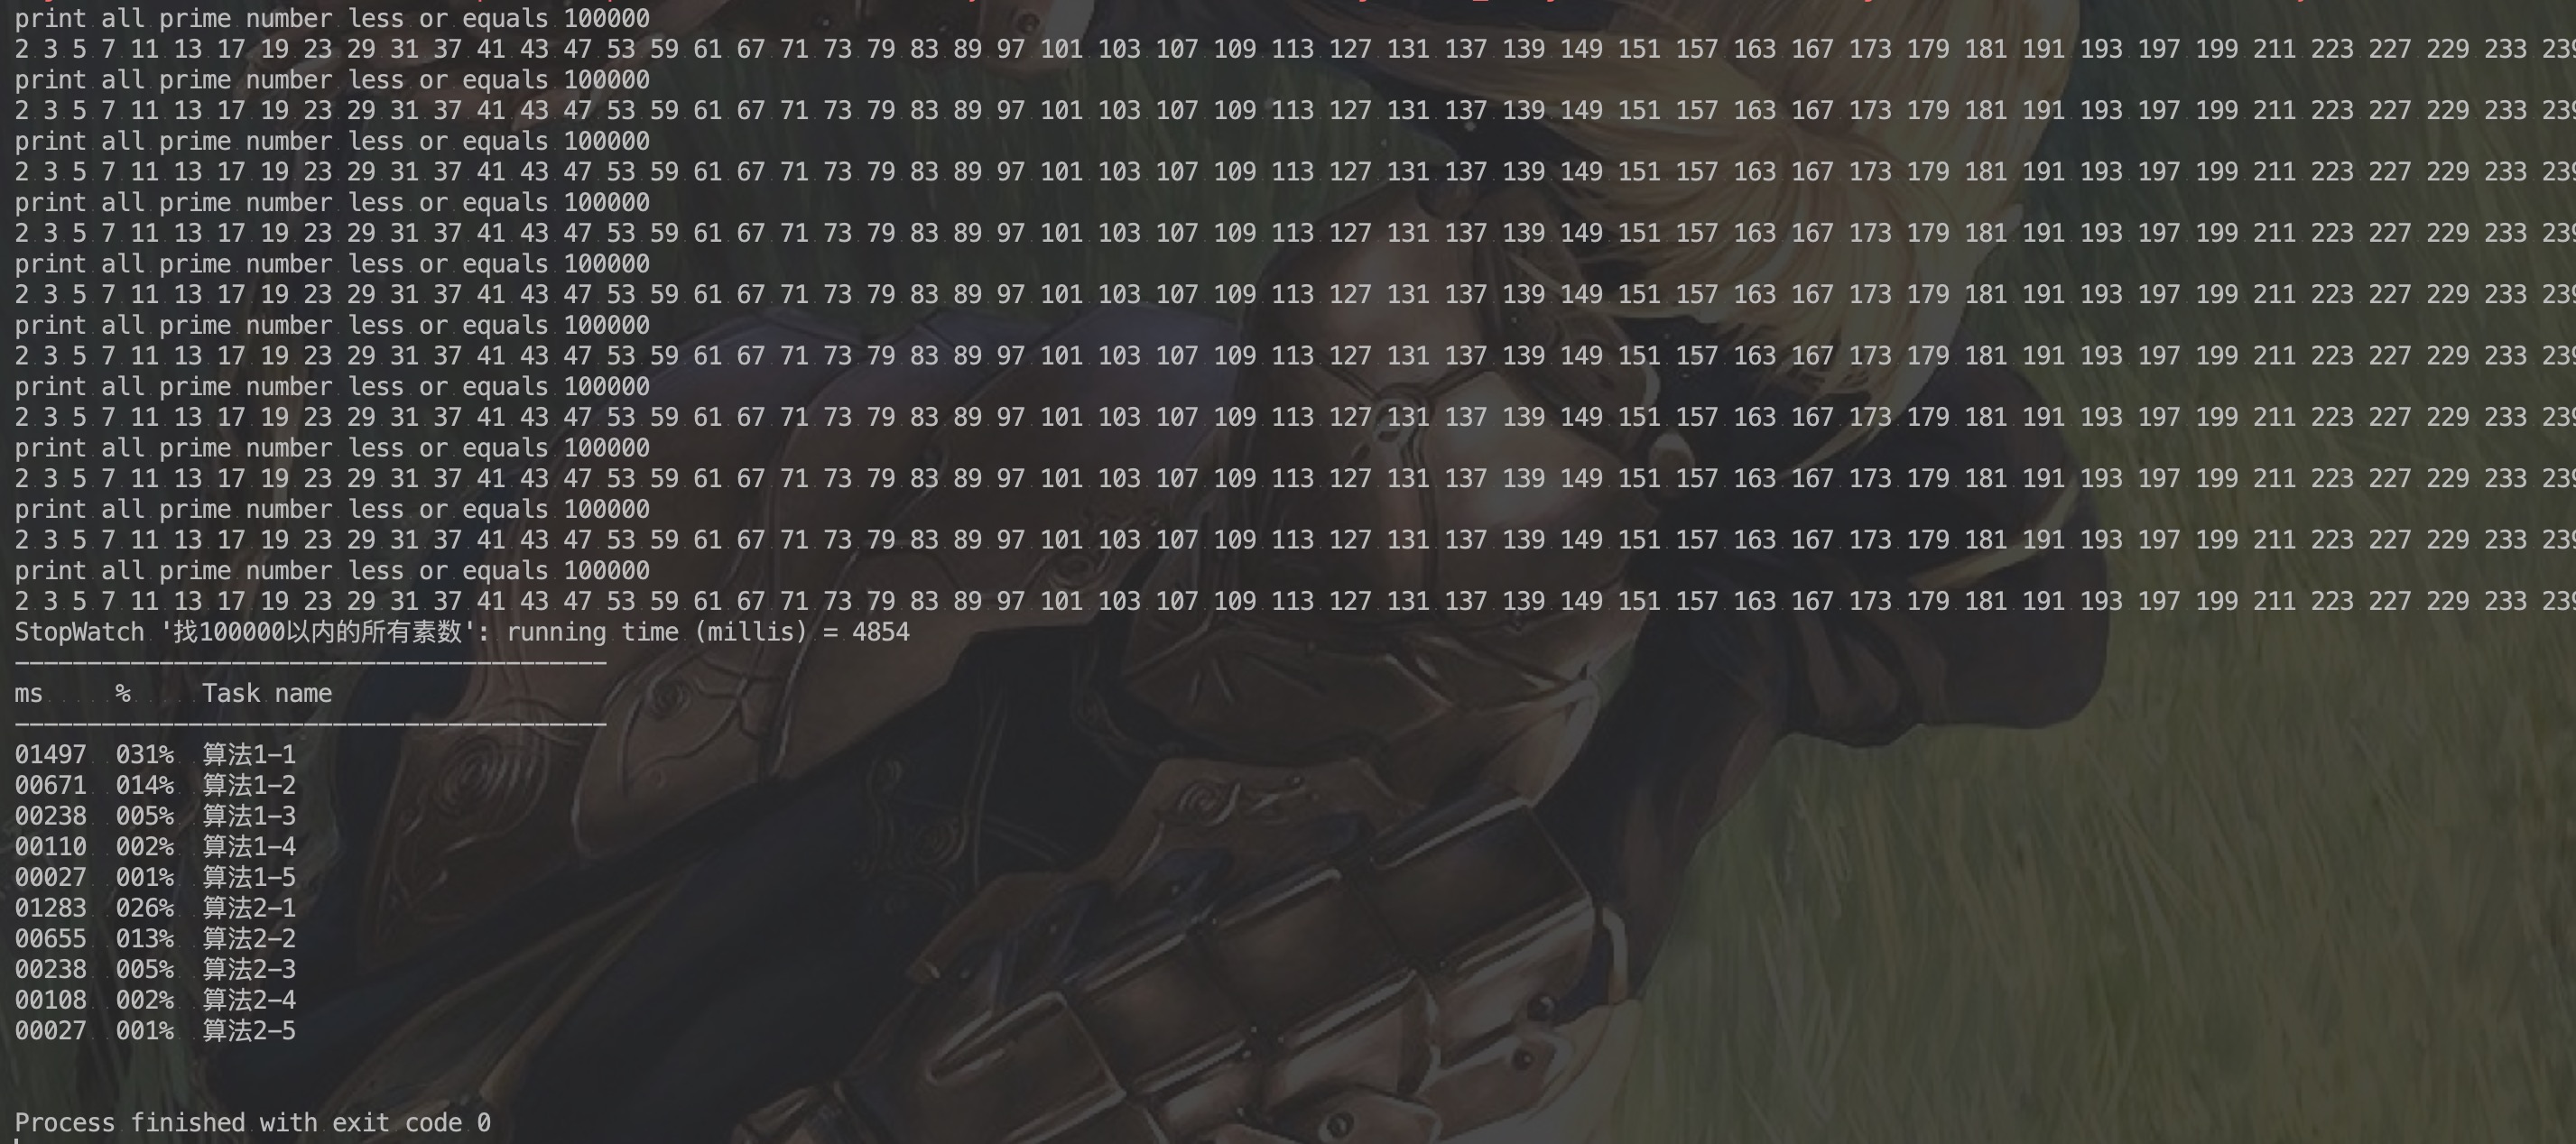 print all prime number less or equals 100000
2 3 5 7 11 13 17 19 23 29 31 37 41 43 47 53 59 61 67 71 73 79 83 89 97 101 103 107 109 113 127 131 137 139 149 151 157 163 167 173 179 181 191 193 197 199 211 223 227 229 233 239
print all prime number less or equals 100000
2 3 5 7 11 13 17 19 23 29 31 37 41 43 47 53 59 61 67 71 73 79 83 89 97 101 103 107 109 113 127 131 137 139 149 151 157 163 167 173 179 181 191 193 197 199 211 223 227 229 233 239
print all prime number less or equals 100000
2 3 5 7 11 13 17 19 23 29 31 37 41 43 47 53 59 61 67 71 73 79 83 89 97 101 103 107 109 113 127 131 137 139 149 151 157 163 167 173 179 181 191 193 197 199 211 223 227 229 233 239
print all prime number less or equals 100000
2 3 5 7 11 13 17 19 23 29 31 37 41 43 47 53 59 61 67 71 73 79 83 89 97 101 103 107 109 113 127 131 137 139 149 151 157 163 167 173 179 181 191 193 197 199 211 223 227 229 233 239
print all prime number less or equals 100000
2 3 5 7 11 13 17 19 23 29 31 37 41 43 47 53 59 61 67 71 73 79 83 89 97 101 103 107 109 113 127 131 137 139 149 151 157 163 167 173 179 181 191 193 197 199 211 223 227 229 233 239
print all prime number less or equals 100000
2 3 5 7 11 13 17 19 23 29 31 37 41 43 47 53 59 61 67 71 73 79 83 89 97 101 103 107 109 113 127 131 137 139 149 151 157 163 167 173 179 181 191 193 197 199 211 223 227 229 233 239
print all prime number less or equals 100000
2 3 5 7 11 13 17 19 23 29 31 37 41 43 47 53 59 61 67 71 73 79 83 89 97 101 103 107 109 113 127 131 137 139 149 151 157 163 167 173 179 181 191 193 197 199 211 223 227 229 233 239
print all prime number less or equals 100000
2 3 5 7 11 13 17 19 23 29 31 37 41 43 47 53 59 61 67 71 73 79 83 89 97 101 103 107 109 113 127 131 137 139 149 151 157 163 167 173 179 181 191 193 197 199 211 223 227 229 233 239
print all prime number less or equals 100000
2 3 5 7 11 13 17 19 23 29 31 37 41 43 47 53 59 61 67 71 73 79 83 89 97 101 103 107 109 113 127 131 137 139 149 151 157 163 167 173 179 181 191 193 197 199 211 223 227 229 233 239
print all prime number less or equals 100000
2 3 5 7 11 13 17 19 23 29 31 37 41 43 47 53 59 61 67 71 73 79 83 89 97 101 103 107 109 113 127 131 137 139 149 151 157 163 167 173 179 181 191 193 197 199 211 223 227 229 233 239
StopWatch '找100000以内的所有素数': running time (millis) = 4854
-----------------------------------------
ms % Task name
-----------------------------------------
01497 031% 算法1-1
00671 014% 算法1-2
00238 005% 算法1-3
00110 002% 算法1-4
00027 001% 算法1-5
01283 026% 算法2-1
00655 013% 算法2-2
00238 005% 算法2-3
00108 002% 算法2-4
00027 001% 算法2-5
Process finished with exit code 0